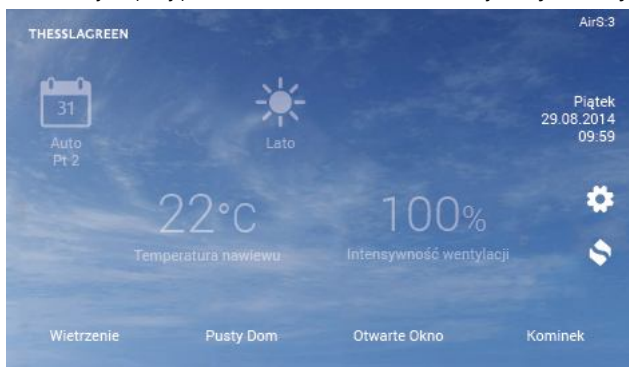 AirS:3
THESSLAGREEN
31
Auto
Pt 2
Lato
Piątek
29.08.2014
09:59
22°C
Temperatura nawiewu
100%
Intensywność wentylacji
Wietrzenie
Pusty Dom
Otwarte Okno
Kominek